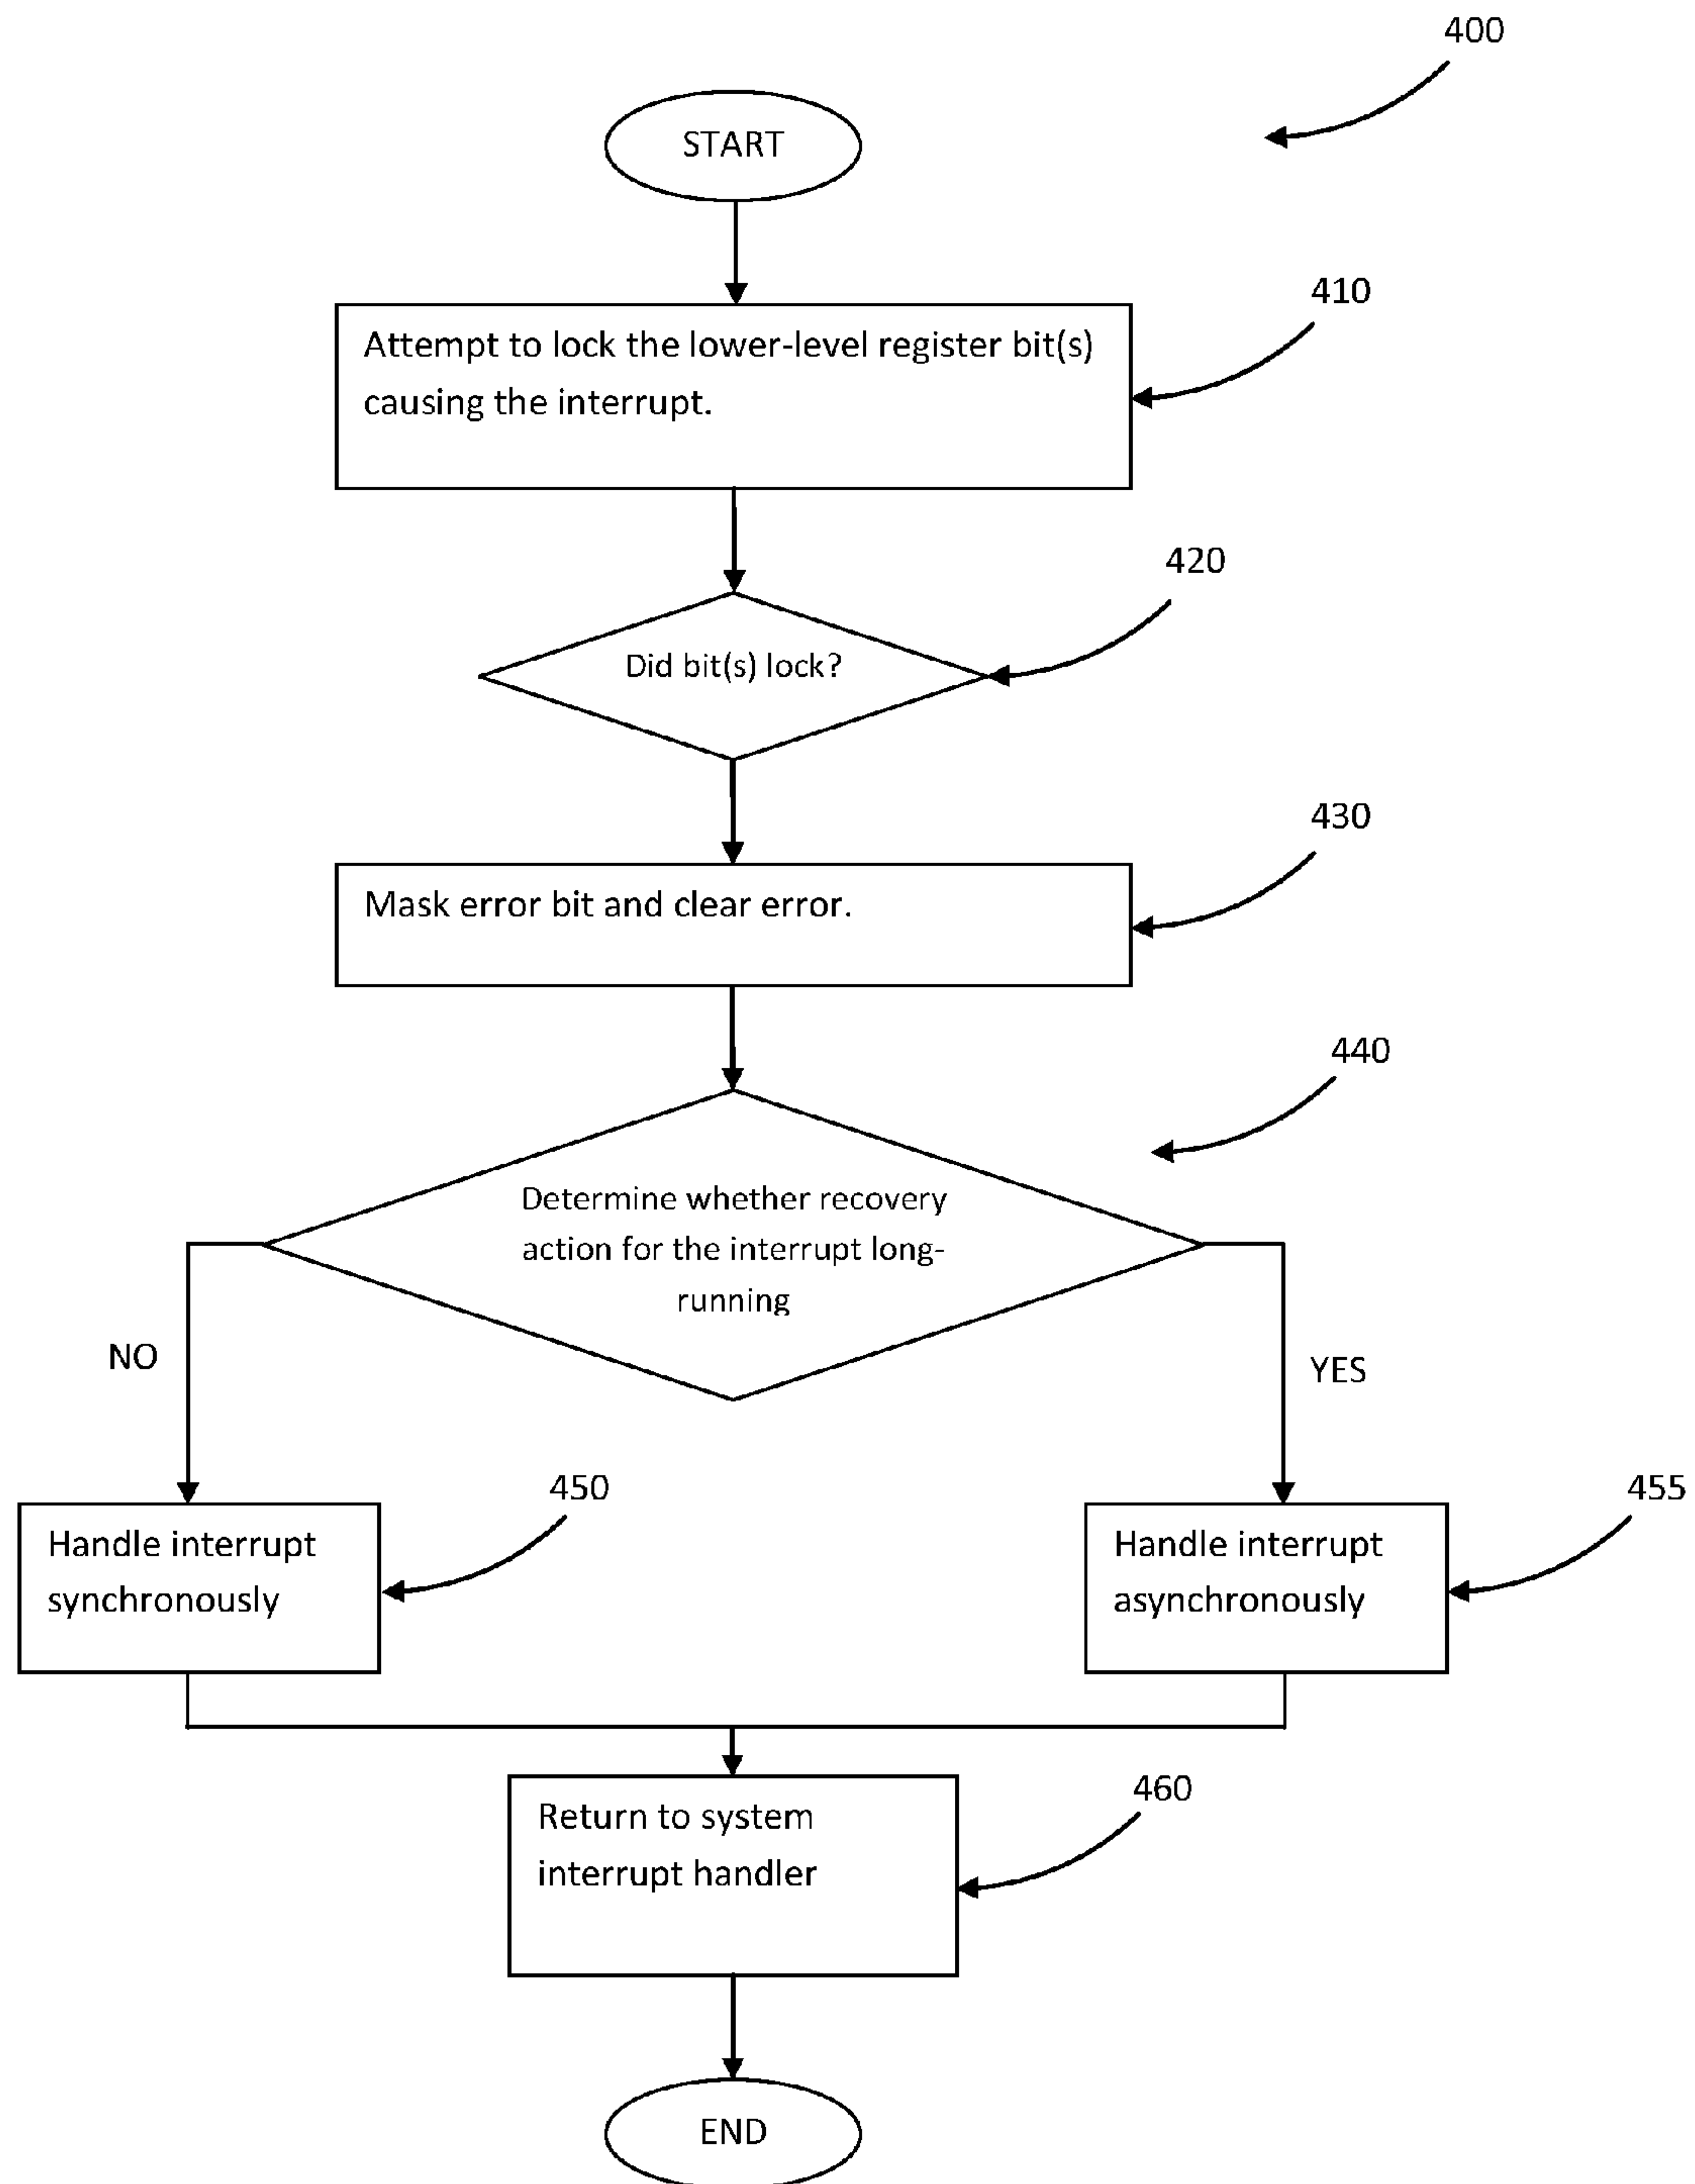 400
START
410
Attempt to lock the lower-level register bit(s)
causing the interrupt.
420
Did bit(s) lock?
430
Mask error bit and clear error.
440
Determine whether recovery
action for the interrupt long-
running
NO
YES
450
455
Handle interrupt
synchronously
Handle interrupt
asynchronously
460
Return to system
interrupt handler
END